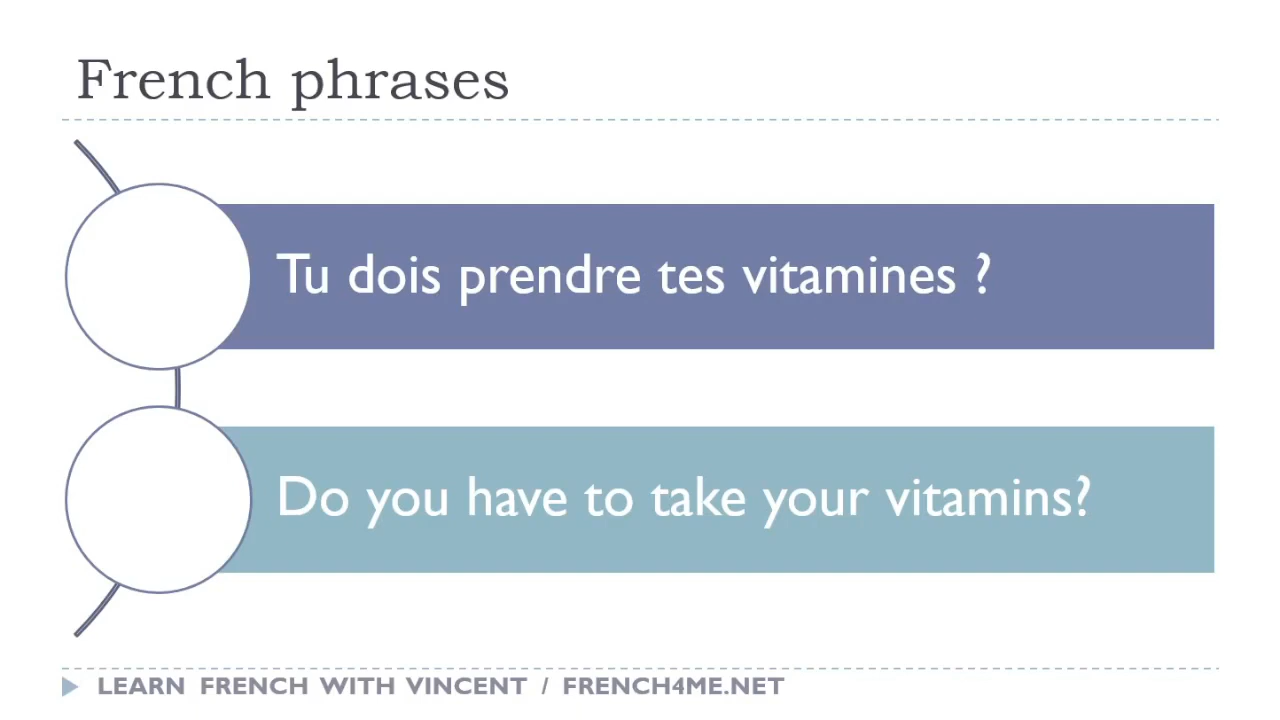 French phrases
Tu dois prendre tes vitamines ?
Do you have to take your vitamins?
LEARN FRENCH WITH VINCENT / FRENCH4ME.NET